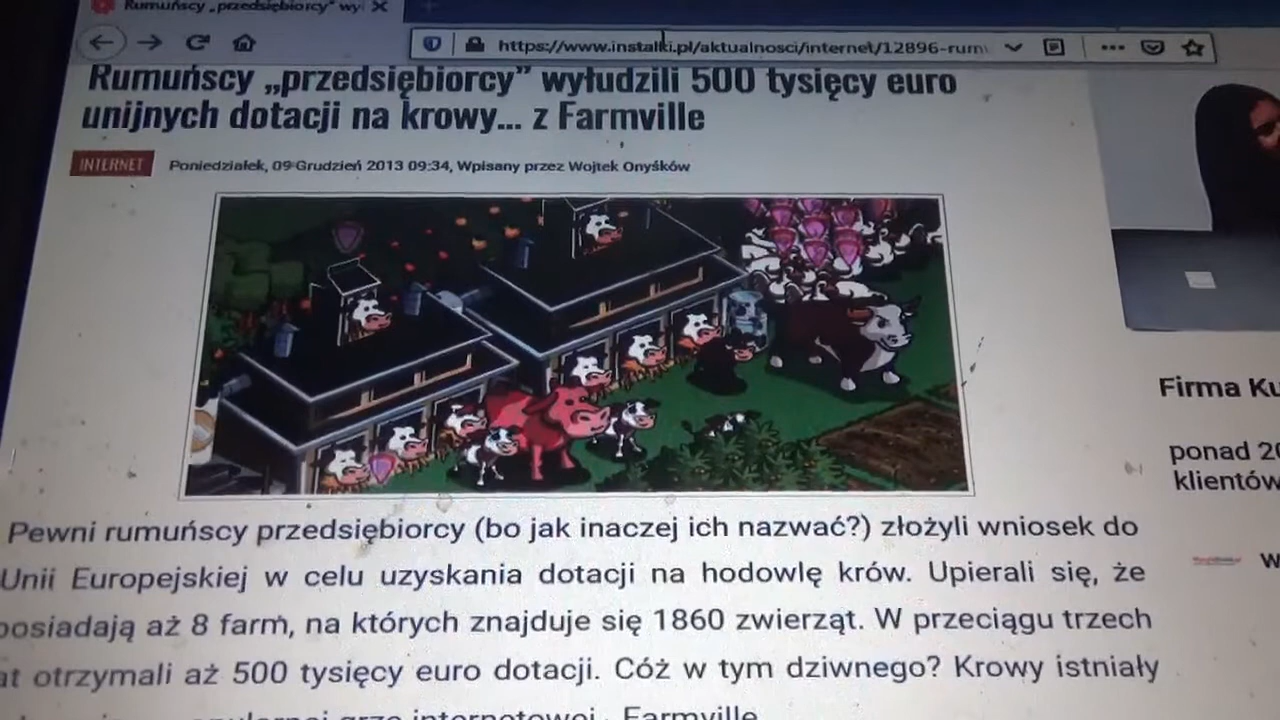 Rumuńscy „przedsiębiorcy” wy
https://www.instalki.pl/aktualnosci/internet/12896-rum
Rumuńscy „przedsiębiorcy” wyłudzili 500 tysięcy euro
unijnych dotacji na krowy... z Farmville
INTERNET
Poniedziałek, 09 Grudzień 2013 09:34, Wpisany przez Wojtek Onyśków
Firma Ku
ponad 20
klientów
Pewni rumuńscy przedsiębiorcy (bo jak inaczej ich nazwać?) złożyli wniosek do
Unii Europejskiej w celu uzyskania dotacji na hodowlę krów. Upierali się, że
posiadają aż 8 farm, na których znajduje się 1860 zwierząt. W przeciągu trzech
at otrzymali aż 500 tysięcy euro dotacji. Cóż w tym dziwnego? Krowy istniały
grze internetowej Farmville